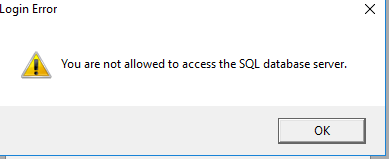 Login Error
You are not allowed to access the SQL database server.
OK